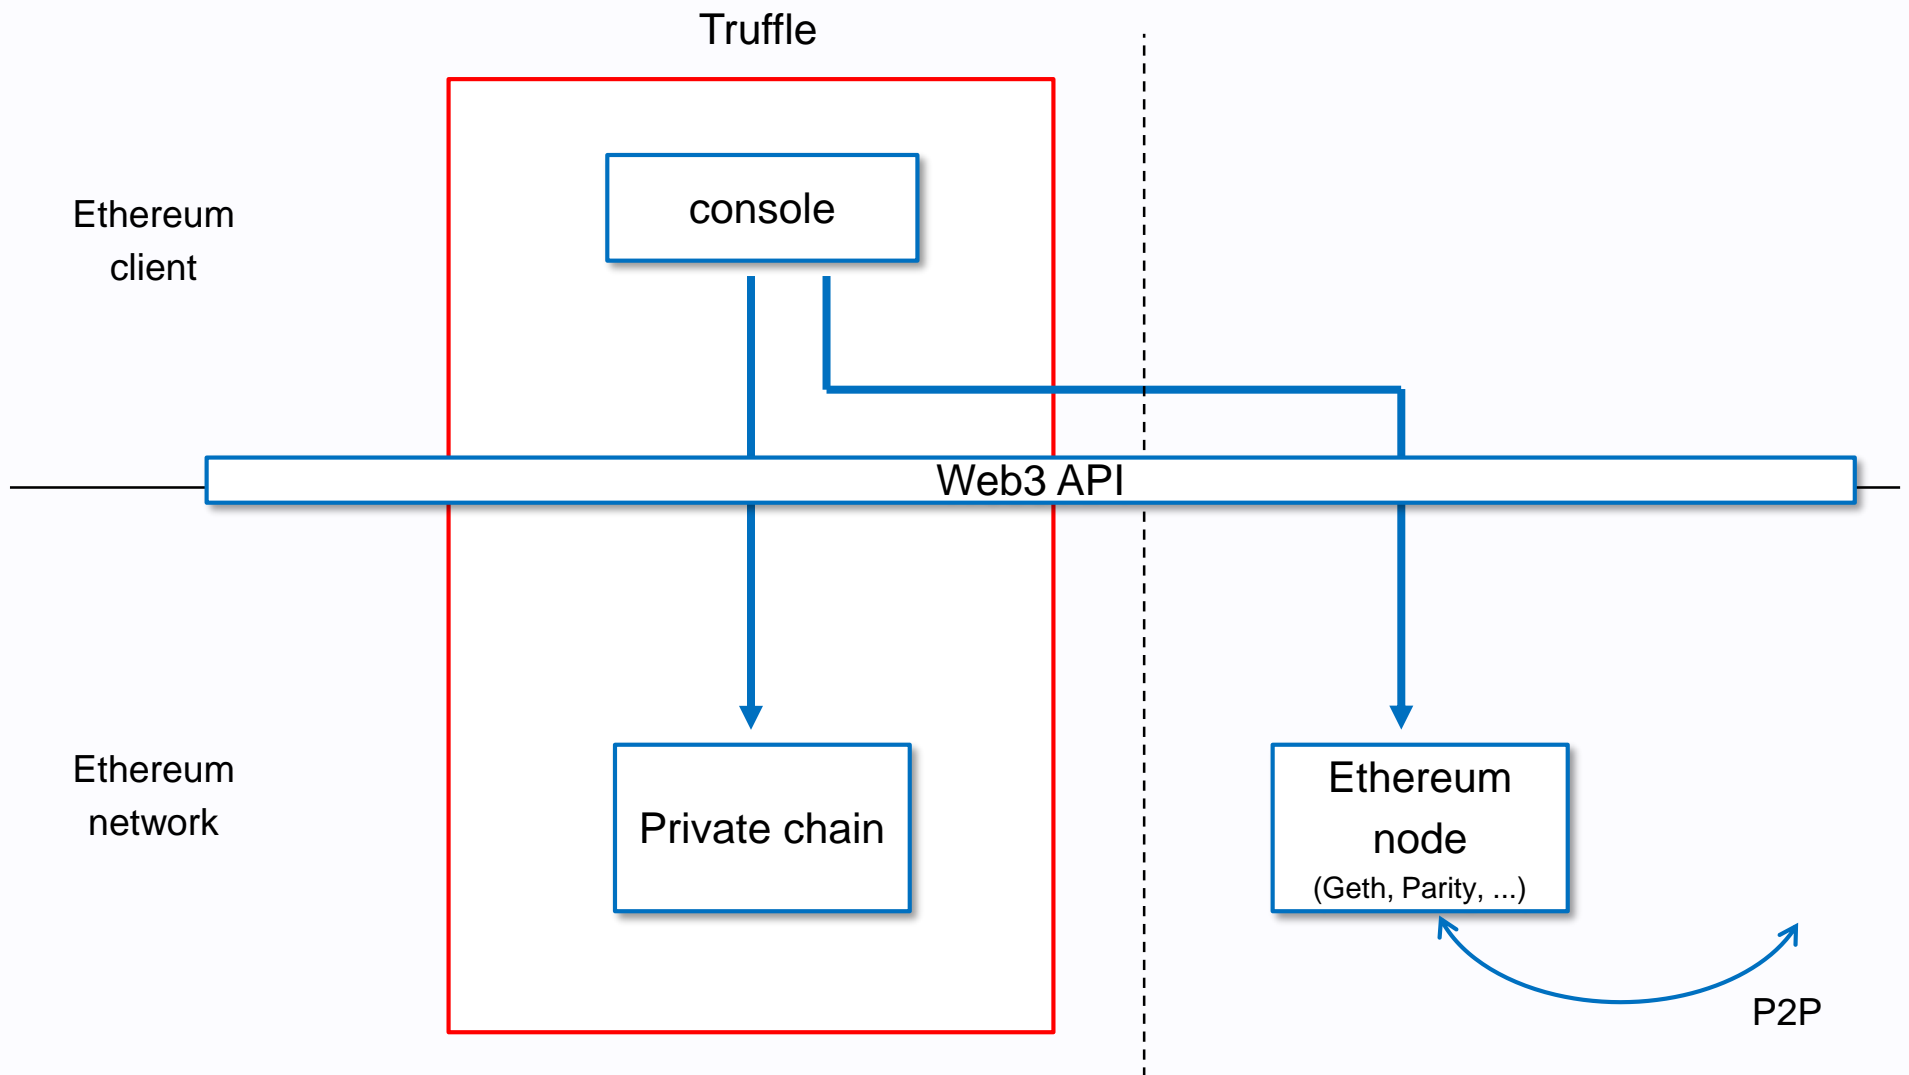 Truffle
Ethereum
client
console
Web3 API
Ethereum
network
Private chain
Ethereum
node
(Geth, Parity, ...)
P2P